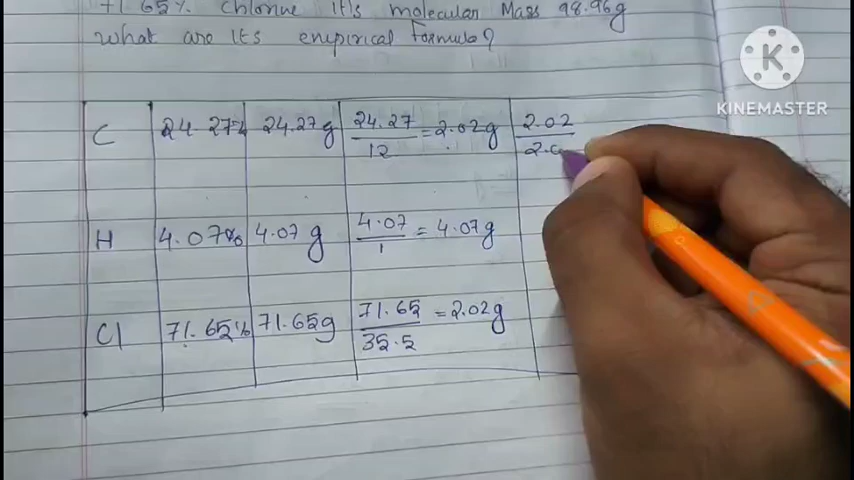 71.65% Chlorine it's molecular Mass 98.96g
what are its empirical formula?
C 24.27% 24.27g 24.27/12 = 2.02g 2.02/2.0
H 4.07% 4.07g 4.07/1 = 4.07g
Cl 71.65% 71.65g 71.65/35.5 = 2.02g
KINEMASTER